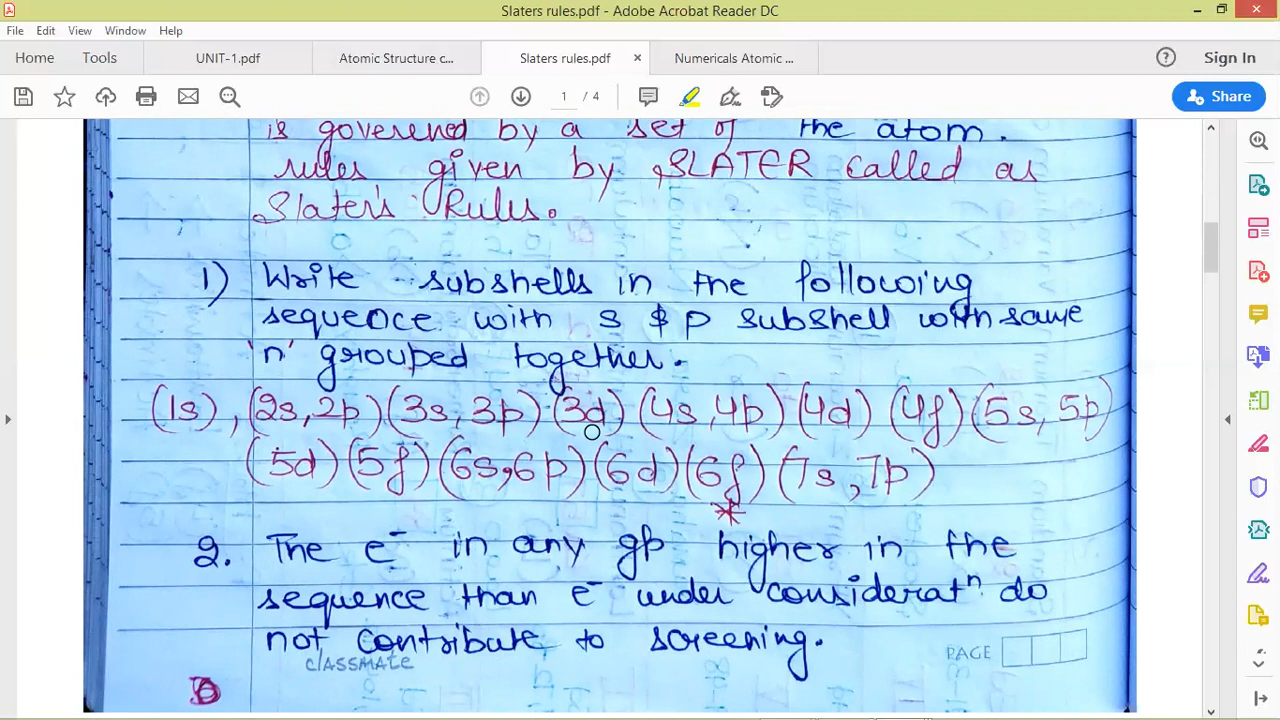 Slaters rules.pdf - Adobe Acrobat Reader DC
File Edit View Window Help
Home Tools UNIT-1.pdf Atomic Structure c... Slaters rules.pdf × Numericals Atomic ... Sign In
1 / 4 Share
is governed by a set of the atom.
rules given by SLATER called as
Slater's Rules.
1) Write subshells in the following
sequence with s & p subshell with same
'n' grouped together.
(1s), (2s,2p) (3s,3p) (3d) (4s,4p) (4d) (4f) (5s,5p)
(5d) (5f) (6s,6p) (6d) (6f) (7s,7p)
*
2. The e⁻ in any gp higher in the
sequence than e⁻ under consideratⁿ do
not contribute to screening.
CLASSMATE PAGE